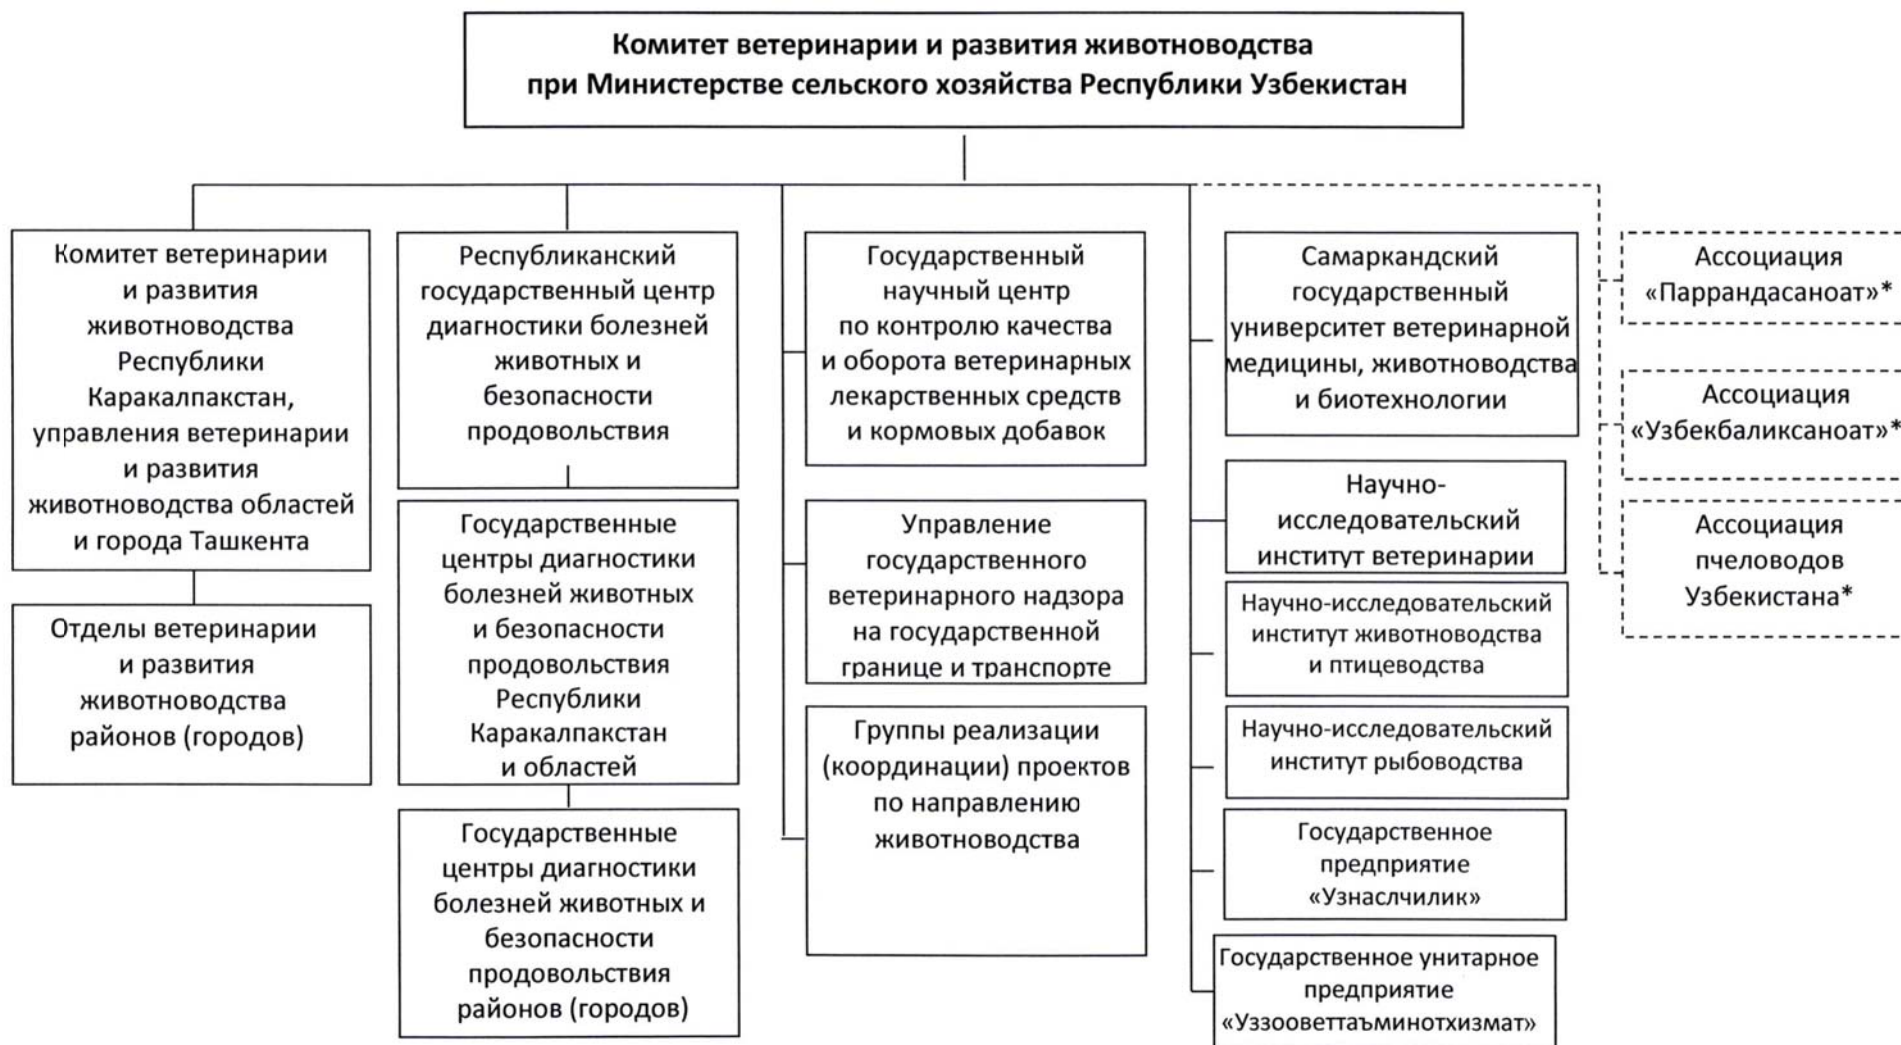 Комитет ветеринарии и развития животноводства
при Министерстве сельского хозяйства Республики Узбекистан
Комитет ветеринарии
и развития
животноводства
Республики
Каракалпакстан,
управления ветеринарии
и развития
животноводства областей
и города Ташкента
Отделы ветеринарии
и развития
животноводства
районов (городов)
Республиканский
государственный центр
диагностики болезней
животных и
безопасности
продовольствия
Государственные
центры диагностики
болезней животных
и безопасности
продовольствия
Республики
Каракалпакстан
и областей
Государственные
центры диагностики
болезней животных и
безопасности
продовольствия
районов (городов)
Государственный
научный центр
по контролю качества
и оборота ветеринарных
лекарственных средств
и кормовых добавок
Управление
государственного
ветеринарного надзора
на государственной
границе и транспорте
Группы реализации
(координации) проектов
по направлению
животноводства
Самаркандский
государственный
университет ветеринарной
медицины, животноводства
и биотехнологии
Научно-
исследовательский
институт ветеринарии
Научно-исследовательский
институт животноводства
и птицеводства
Научно-исследовательский
институт рыбоводства
Государственное
предприятие
«Узнаслчилик»
Государственное унитарное
предприятие
«Уззооветтаъминотхизмат»
Ассоциация
«Паррандасаноат»*
Ассоциация
«Узбекбаликсаноат»*
Ассоциация
пчеловодов
Узбекистана*